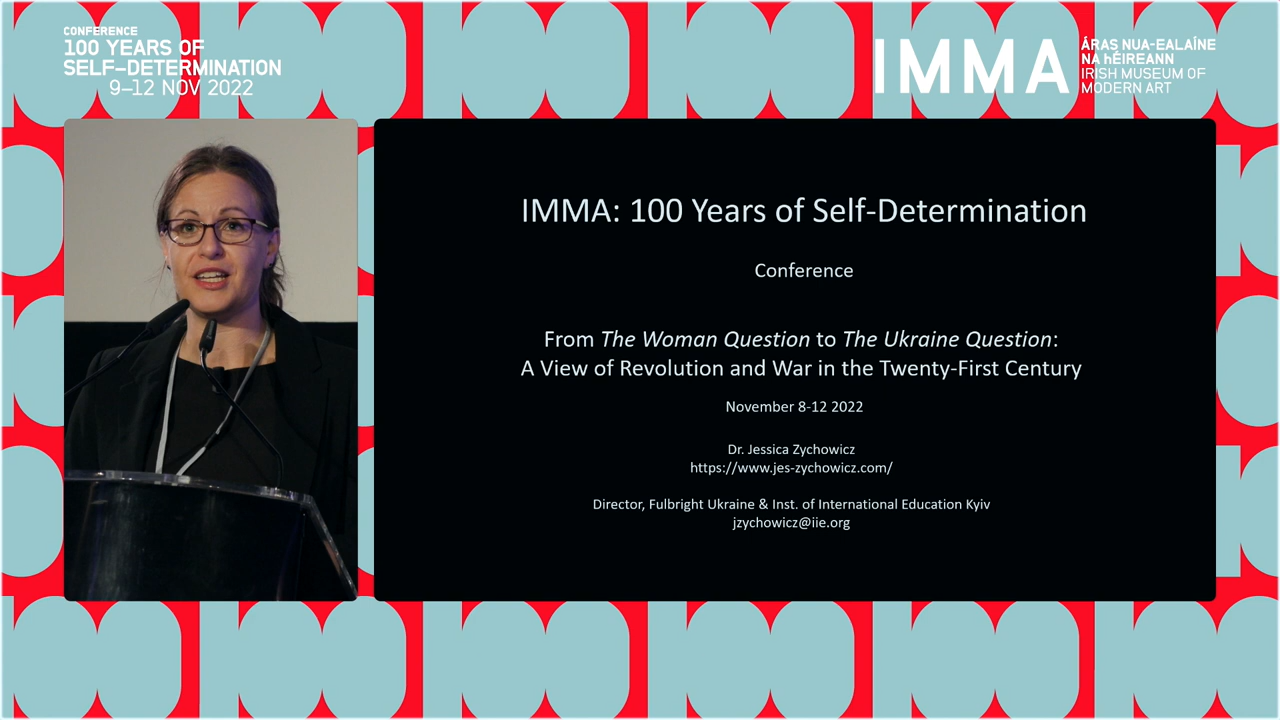 CONFERENCE
100 YEARS OF
SELF-DETERMINATION
9–12 NOV 2022
IMMA
ÁRAS NUA-EALAÍNE
NA hÉIREANN
IRISH MUSEUM OF
MODERN ART
IMMA: 100 Years of Self-Determination
Conference
From The Woman Question to The Ukraine Question:
A View of Revolution and War in the Twenty-First Century
November 8-12 2022
Dr. Jessica Zychowicz
https://www.jes-zychowicz.com/
Director, Fulbright Ukraine & Inst. of International Education Kyiv
jzychowicz@iie.org